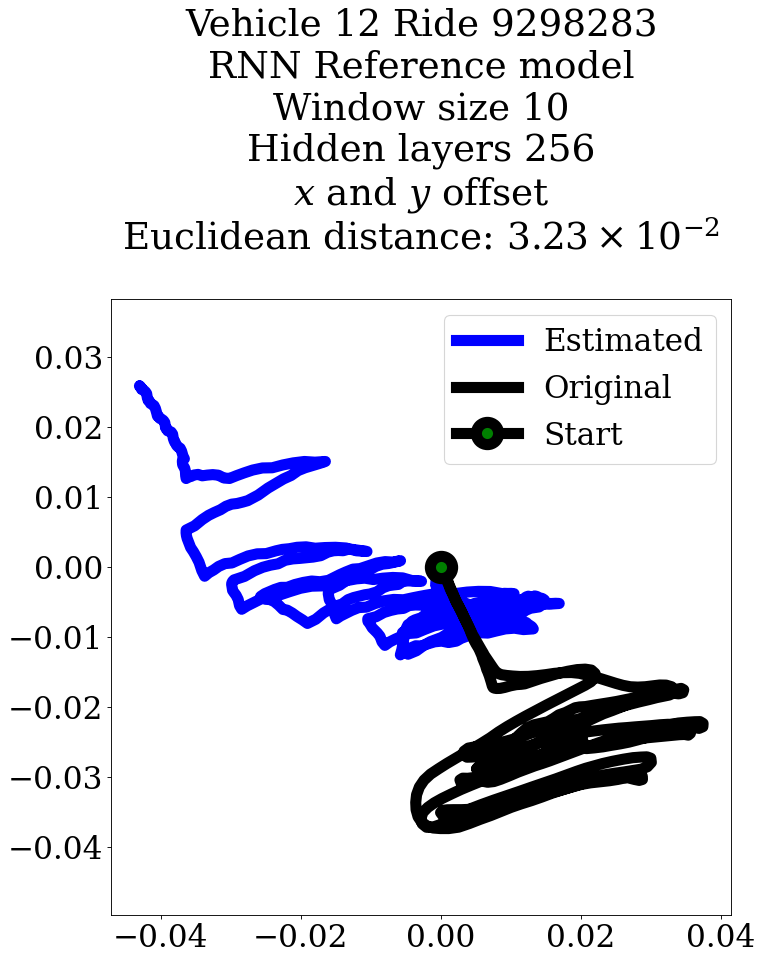 Vehicle 12 Ride 9298283
RNN Reference model
Window size 10
Hidden layers 256
x and y offset
Euclidean distance: 3.23 × 10⁻²
Estimated
Original
Start
0.03
0.02
0.01
0.00
−0.01
−0.02
−0.03
−0.04
−0.04 −0.02 0.00 0.02 0.04